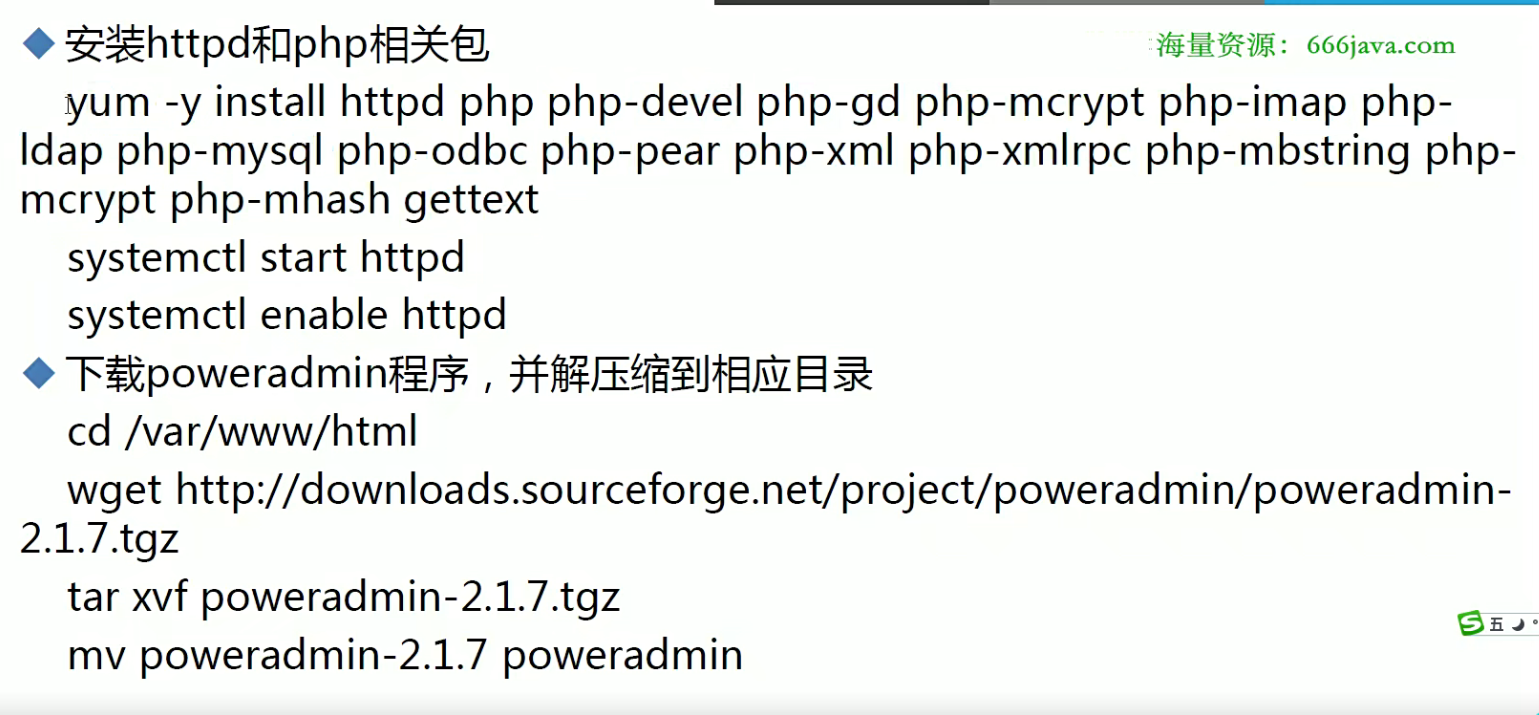 安装httpd和php相关包
海量资源：666java.com
yum -y install httpd php php-devel php-gd php-mcrypt php-imap php-
ldap php-mysql php-odbc php-pear php-xml php-xmlrpc php-mbstring php-
mcrypt php-mhash gettext
systemctl start httpd
systemctl enable httpd
下载poweradmin程序，并解压缩到相应目录
cd /var/www/html
wget http://downloads.sourceforge.net/project/poweradmin/poweradmin-
2.1.7.tgz
tar xvf poweradmin-2.1.7.tgz
五
mv poweradmin-2.1.7 poweradmin